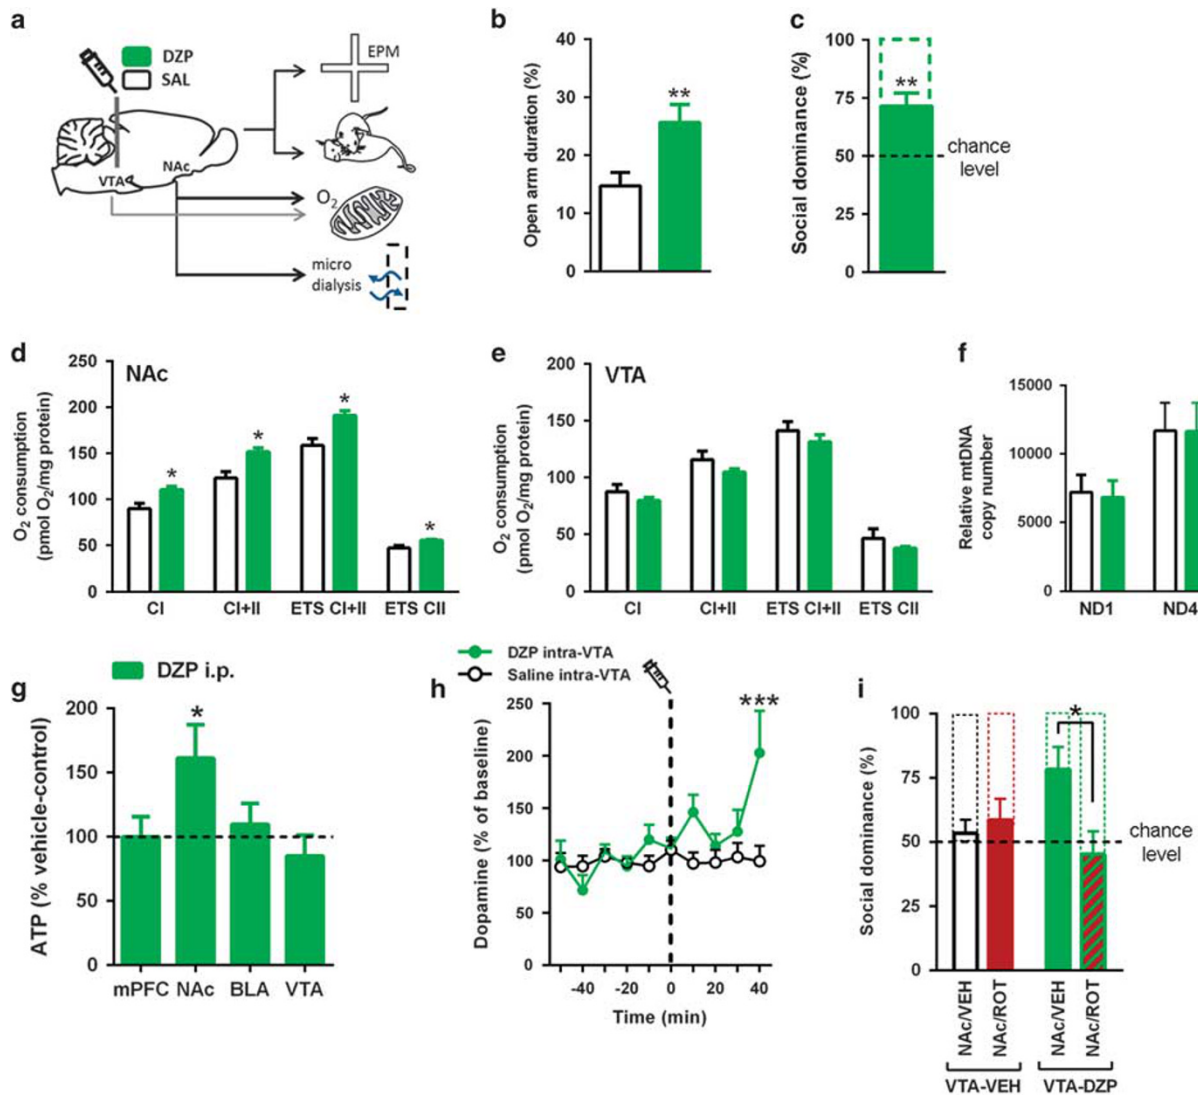 a
DZP
SAL
EPM
NAc
VTA
O2
micro
dialysis
b
Open arm duration (%)
40
30
20
10
0
**
c
Social dominance (%)
100
75
50
25
0
**
chance
level
d
NAc
O2 consumption
(pmol O2/mg protein)
250
200
150
100
50
0
*
*
*
*
CI
CI+II
ETS CI+II
ETS CII
e
VTA
O2 consumption
(pmol O2/mg protein)
200
150
100
50
0
CI
CI+II
ETS CI+II
ETS CII
f
Relative mtDNA
copy number
15000
10000
5000
0
ND1
ND4
g
DZP i.p.
ATP (% vehicle-control)
200
150
100
50
0
*
mPFC
NAc
BLA
VTA
h
DZP intra-VTA
Saline intra-VTA
Dopamine (% of baseline)
250
200
150
100
50
0
***
-40
-20
0
20
40
Time (min)
i
Social dominance (%)
100
75
50
25
0
*
chance
level
NAc/VEH
NAc/ROT
NAc/VEH
NAc/ROT
VTA-VEH
VTA-DZP